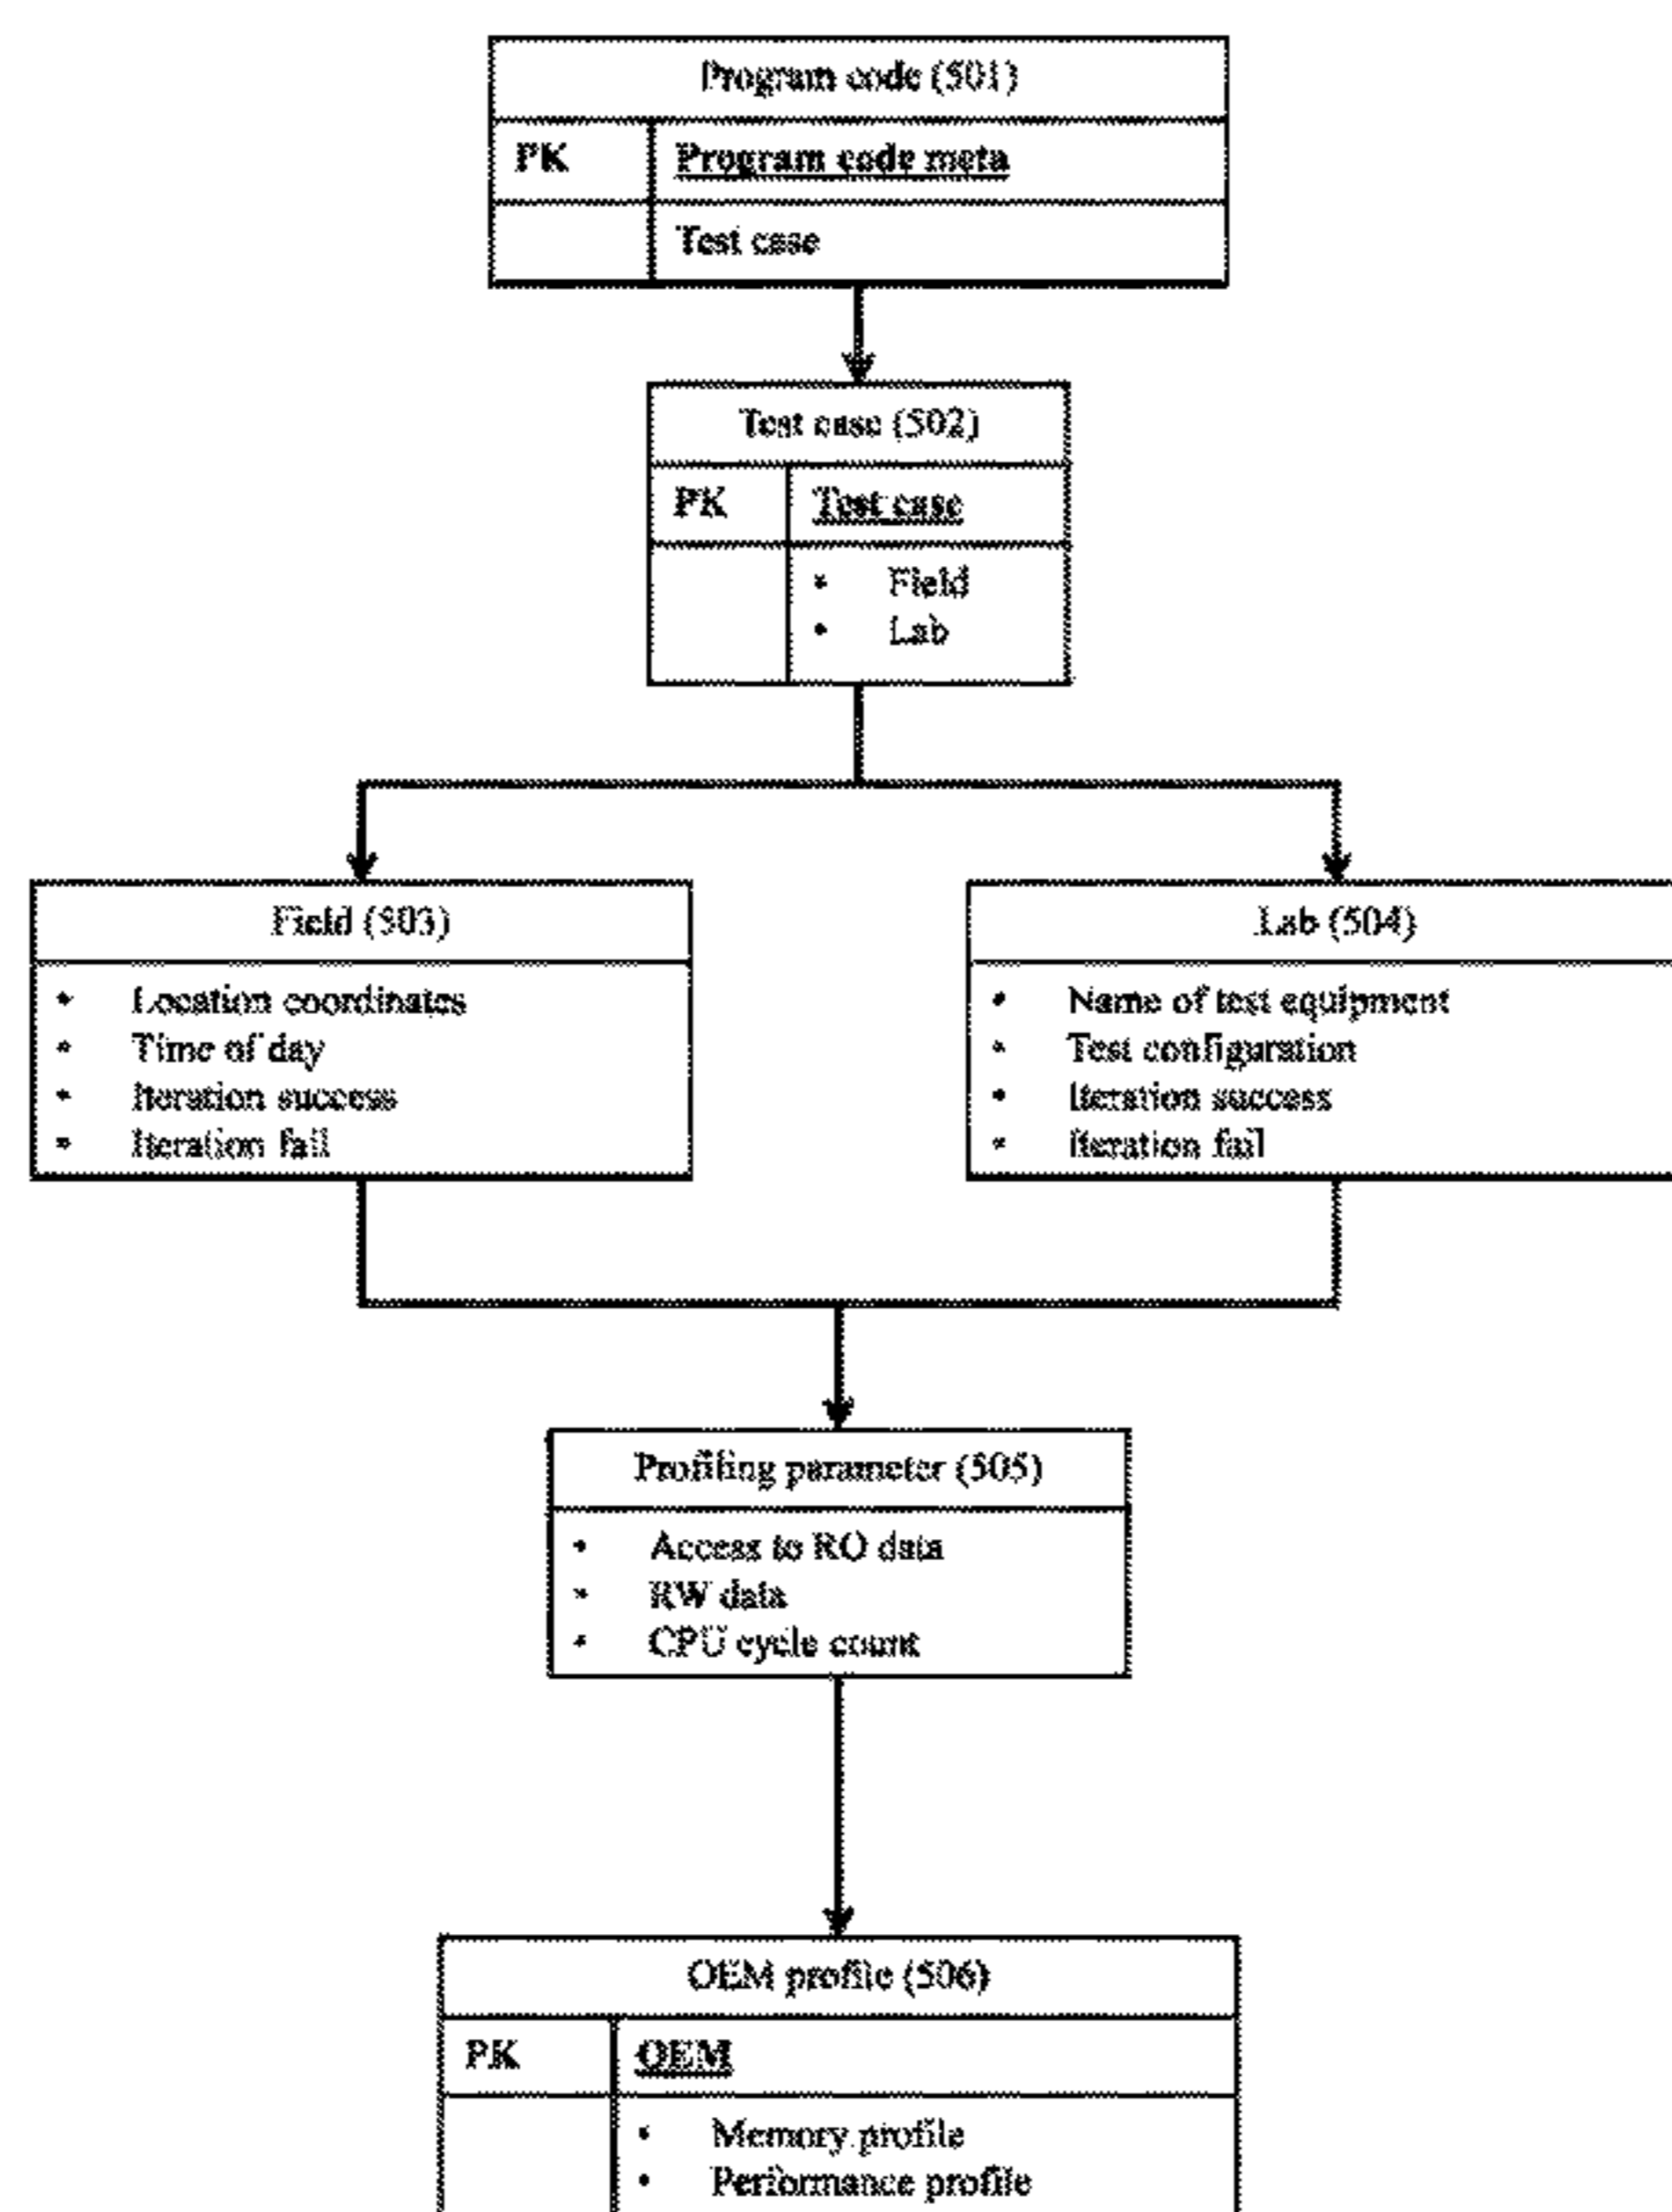 Program code (501)
PK Program code meta
Test case
Test case (502)
PK Test case
• Field
• Lab
Field (503)
• Location coordinates
• Time of day
• Iteration success
• Iteration fail
Lab (504)
• Name of test equipment
• Test configuration
• Iteration success
• Iteration fail
Profiling parameter (505)
• Access to RO data
• RW data
• CPU cycle count
OEM profile (506)
PK OEM
• Memory profile
• Performance profile